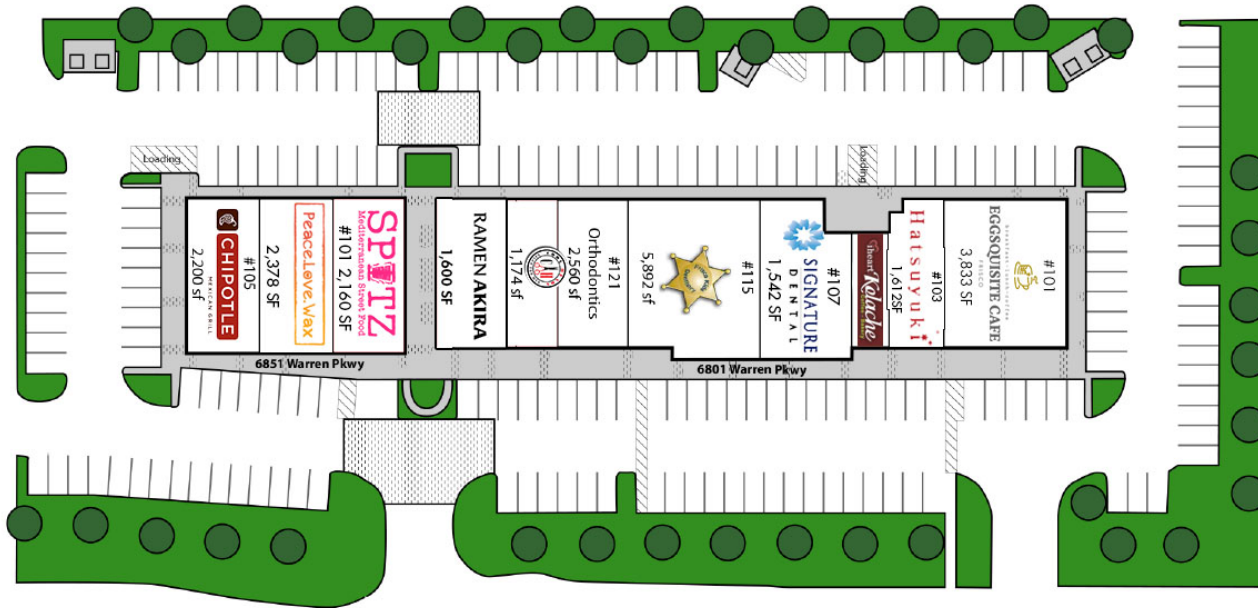 Loading
Loading
#105
CHIPOTLE
MEXICAN GRILL
2,200 sf
Peace.Love.Wax
2,378 SF
SPITZ
Mediterranean Street Food
#101 2,160 SF
RAMEN AKIRA
1,600 SF
1,174 sf
#121
Orthodontics
2,560 sf
#115
5,892 sf
#107
SIGNATURE
DENTAL
1,542 SF
iheart
Kolache
#103
Hatsuyuki
1,612SF
#101
EGGSQUISITE CAFE
FRISCO
3,833 SF
6851 Warren Pkwy
6801 Warren Pkwy